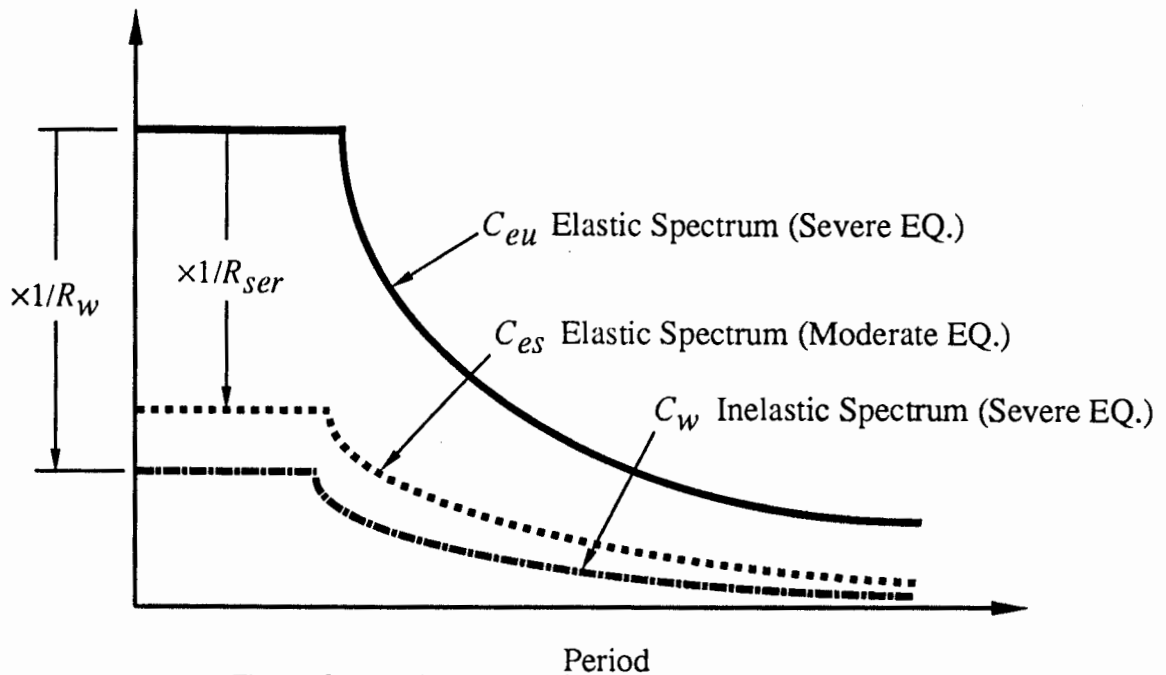 C_eu Elastic Spectrum (Severe EQ.)
×1/R_ser
×1/R_w
C_es Elastic Spectrum (Moderate EQ.)
C_w Inelastic Spectrum (Severe EQ.)
Period